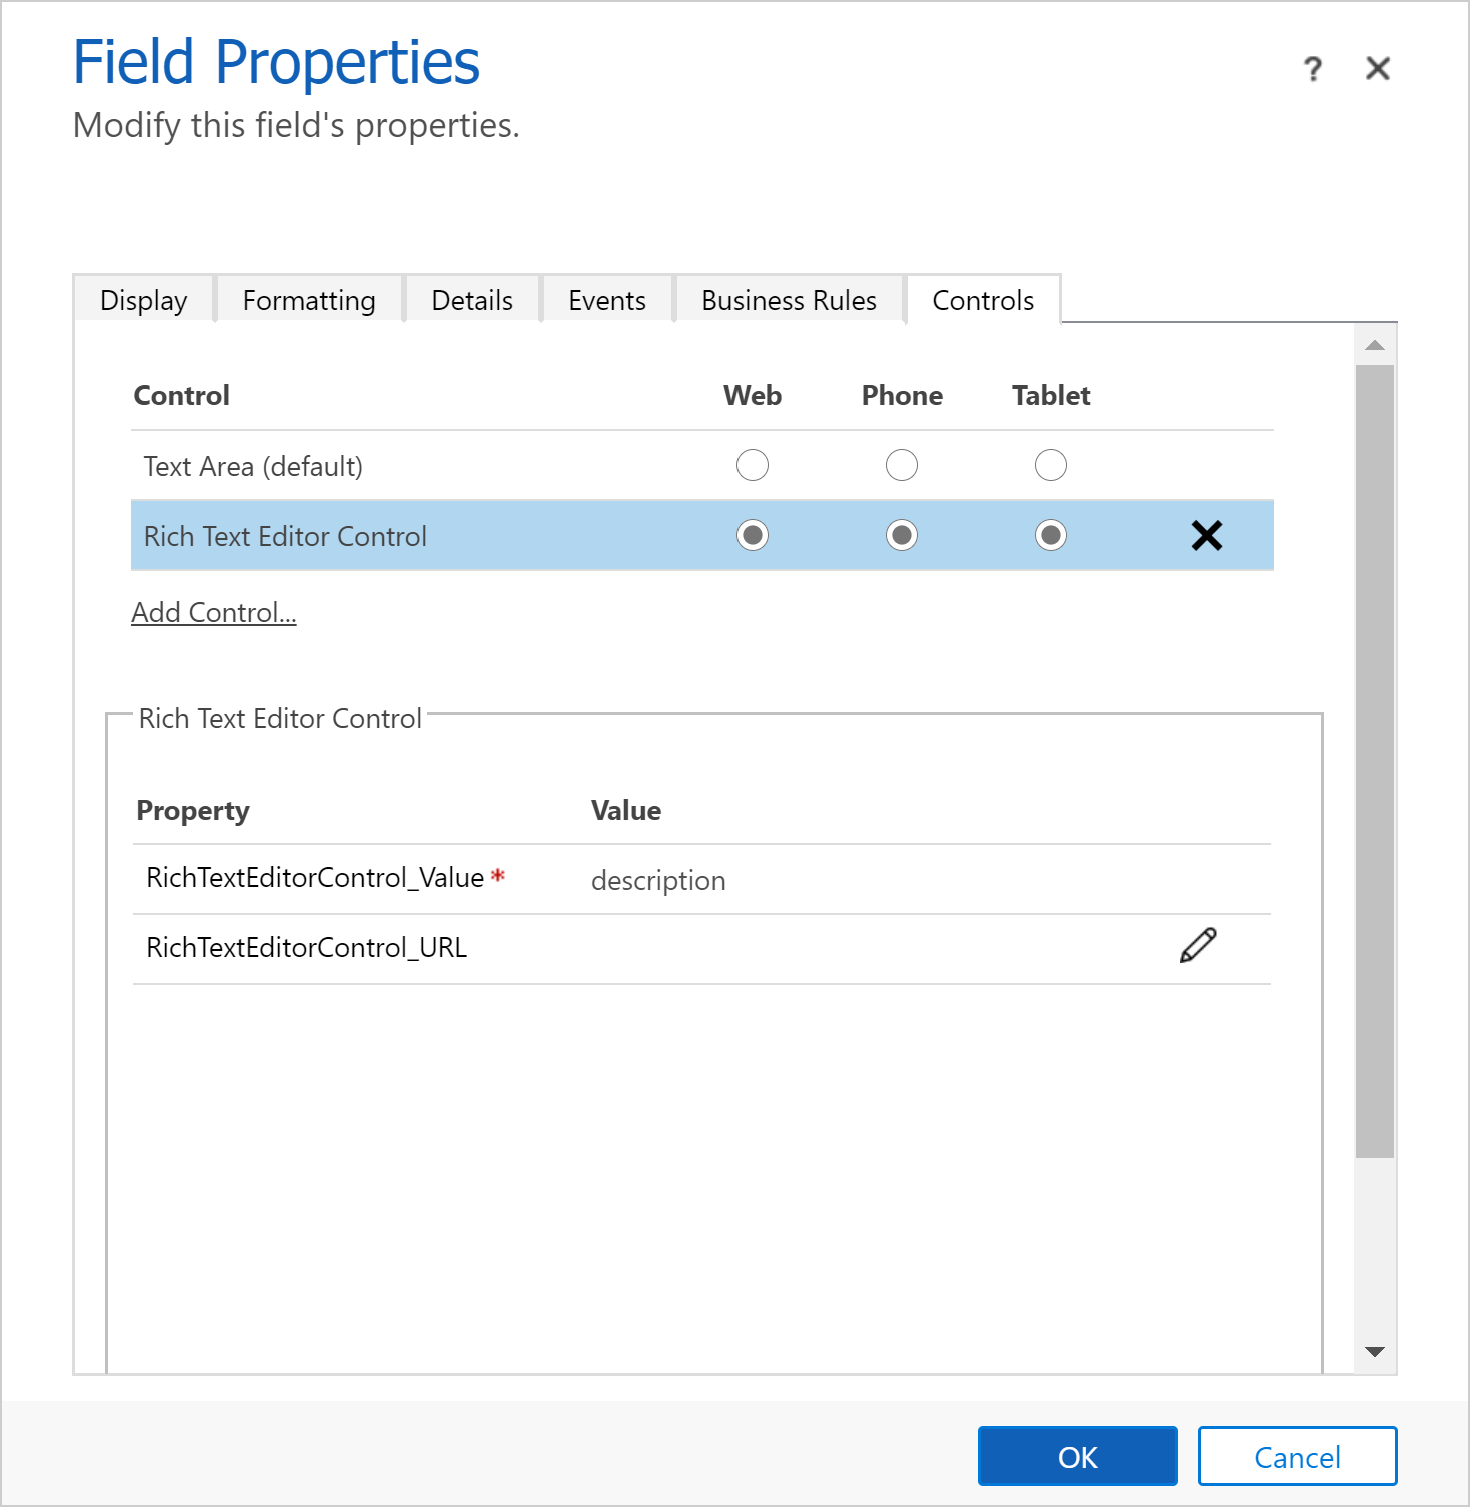 Field Properties
?
Modify this field's properties.
Display Formatting Details Events Business Rules Controls
Control Web Phone Tablet
Text Area (default)
Rich Text Editor Control
Add Control...
Rich Text Editor Control
Property Value
RichTextEditorControl_Value * description
RichTextEditorControl_URL
OK Cancel